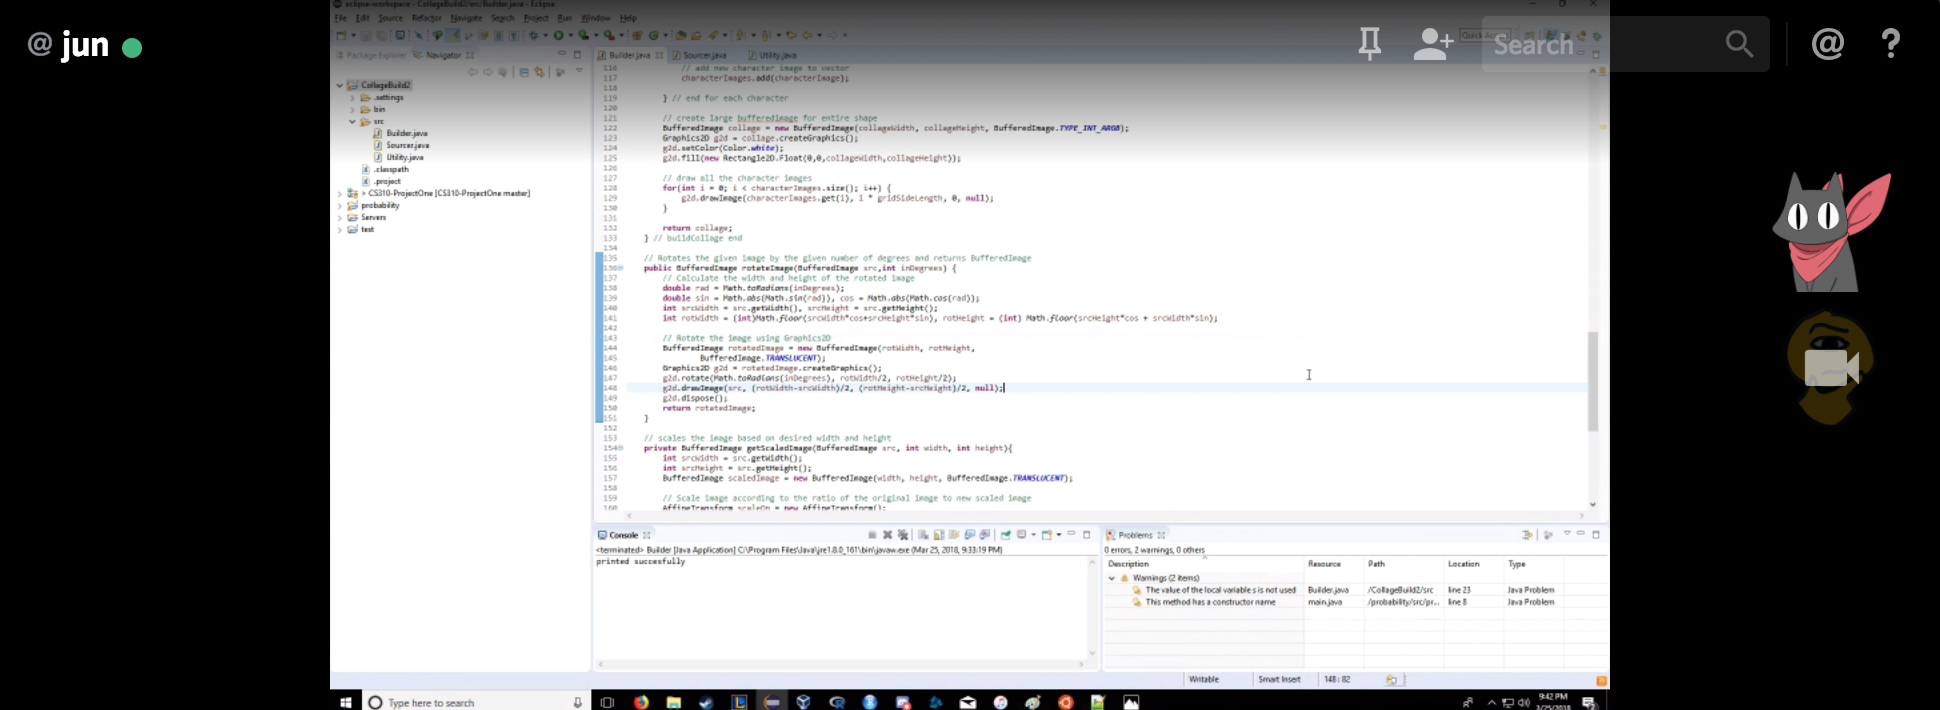 @ jun
Search
@ ?
eclipse-workspace - CollageBuild2/src/Builder.java - Eclipse
File Edit Source Refactor Navigate Search Project Run Window Help
Package Explorer Navigator
CollageBuild2
.settings
bin
src
Builder.java
Sourcer.java
Utility.java
.classpath
.project
> CS310-ProjectOne [CS310-ProjectOne master]
probability
Servers
test
Builder.java Sourcer.java Utility.java
116 // add new character image to vector
117 characterImages.add(characterImage);
118
119 } // end for each character
120
121 // create large bufferedimage for entire shape
122 BufferedImage collage = new BufferedImage(collageWidth, collageHeight, BufferedImage.TYPE_INT_ARGB);
123 Graphics2D g2d = collage.createGraphics();
124 g2d.setColor(Color.white);
125 g2d.fill(new Rectangle2D.Float(0,0,collageWidth,collageHeight));
126
127 // draw all the character images
128 for(int i = 0; i < characterImages.size(); i++) {
129 g2d.drawImage(characterImages.get(i), i * gridSideLength, 0, null);
130 }
131
132 return collage;
133 } // buildCollage end
134
135 // Rotates the given image by the given number of degrees and returns BufferedImage
136 public BufferedImage rotateImage(BufferedImage src,int inDegrees) {
137 // Calculate the width and height of the rotated image
138 double rad = Math.toRadians(inDegrees);
139 double sin = Math.abs(Math.sin(rad)), cos = Math.abs(Math.cos(rad));
140 int srcWidth = src.getWidth(), srcHeight = src.getHeight();
141 int rotWidth = (int)Math.floor(srcWidth*cos+srcHeight*sin), rotHeight = (int) Math.floor(srcHeight*cos + srcWidth*sin);
142
143 // Rotate the image using Graphics2D
144 BufferedImage rotatedImage = new BufferedImage(rotWidth, rotHeight,
145 BufferedImage.TRANSLUCENT);
146 Graphics2D g2d = rotatedImage.createGraphics();
147 g2d.rotate(Math.toRadians(inDegrees), rotWidth/2, rotHeight/2);
148 g2d.drawImage(src, (rotWidth-srcWidth)/2, (rotHeight-srcHeight)/2, null);
149 g2d.dispose();
150 return rotatedImage;
151 }
152
153 // scales the image based on desired width and height
154 private BufferedImage getScaledImage(BufferedImage src, int width, int height){
155 int srcWidth = src.getWidth();
156 int srcHeight = src.getHeight();
157 BufferedImage scaledImage = new BufferedImage(width, height, BufferedImage.TRANSLUCENT);
158
159 // Scale image according to the ratio of the original image to new scaled image
160 AffineTransform scaleOp = new AffineTransform();
Console
<terminated> Builder [Java Application] C:\Program Files\Java\jre1.8.0_161\bin\javaw.exe (Mar 25, 2018, 9:33:19 PM)
printed succesfully
Problems
0 errors, 2 warnings, 0 others
Description Resource Path Location Type
Warnings (2 items)
The value of the local variable s is not used Builder.java /CollageBuild2/src line 23 Java Problem
This method has a constructor name main.java /probability/src/pr... line 8 Java Problem
Writable Smart Insert 148 : 82
Type here to search
9:42 PM
3/25/2018